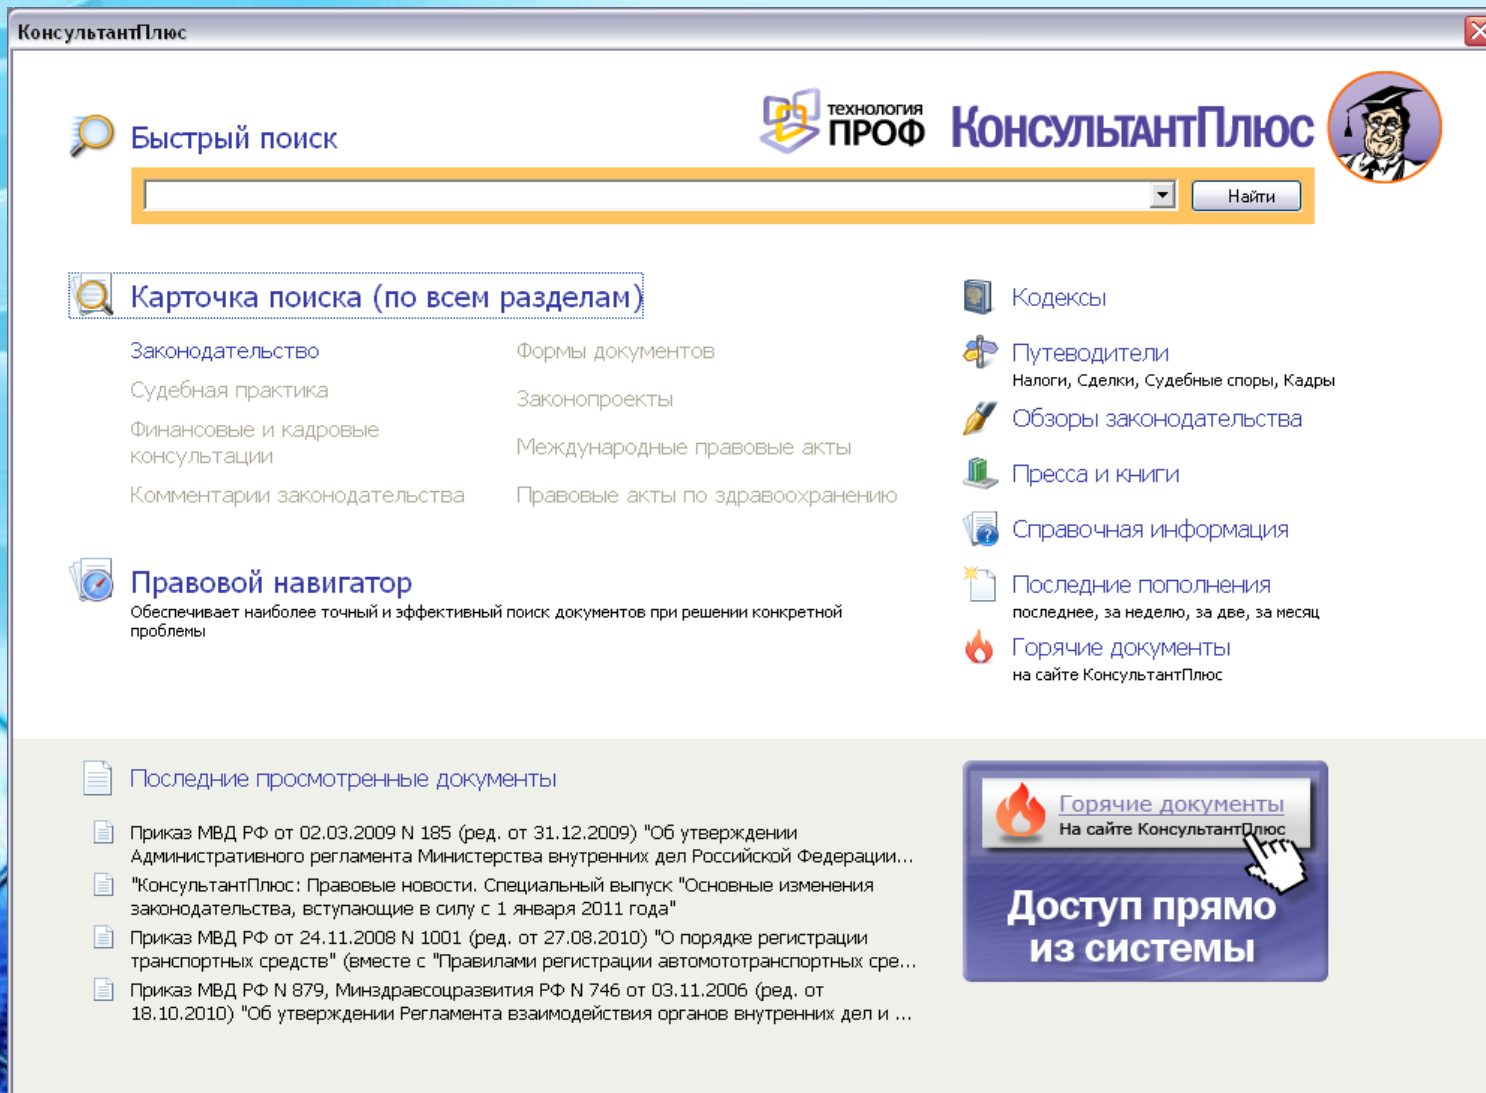 КонсультантПлюс
Быстрый поиск
ТЕХНОЛОГИЯ
ПРОФ
КонсультантПлюс
Найти
Карточка поиска (по всем разделам)
Законодательство
Судебная практика
Финансовые и кадровые
консультации
Комментарии законодательства
Формы документов
Законопроекты
Международные правовые акты
Правовые акты по здравоохранению
Правовой навигатор
Обеспечивает наиболее точный и эффективный поиск документов при решении конкретной
проблемы
Кодексы
Путеводители
Налоги, Сделки, Судебные споры, Кадры
Обзоры законодательства
Пресса и книги
Справочная информация
Последние пополнения
последнее, за неделю, за две, за месяц
Горячие документы
на сайте КонсультантПлюс
Последние просмотренные документы
Приказ МВД РФ от 02.03.2009 N 185 (ред. от 31.12.2009) "Об утверждении
Административного регламента Министерства внутренних дел Российской Федерации...
"КонсультантПлюс: Правовые новости. Специальный выпуск "Основные изменения
законодательства, вступающие в силу с 1 января 2011 года"
Приказ МВД РФ от 24.11.2008 N 1001 (ред. от 27.08.2010) "О порядке регистрации
транспортных средств" (вместе с "Правилами регистрации автомототранспортных сре...
Приказ МВД РФ N 879, Минздравсоцразвития РФ N 746 от 03.11.2006 (ред. от
18.10.2010) "Об утверждении Регламента взаимодействия органов внутренних дел и ...
Горячие документы
На сайте КонсультантПлюс
Доступ прямо
из системы